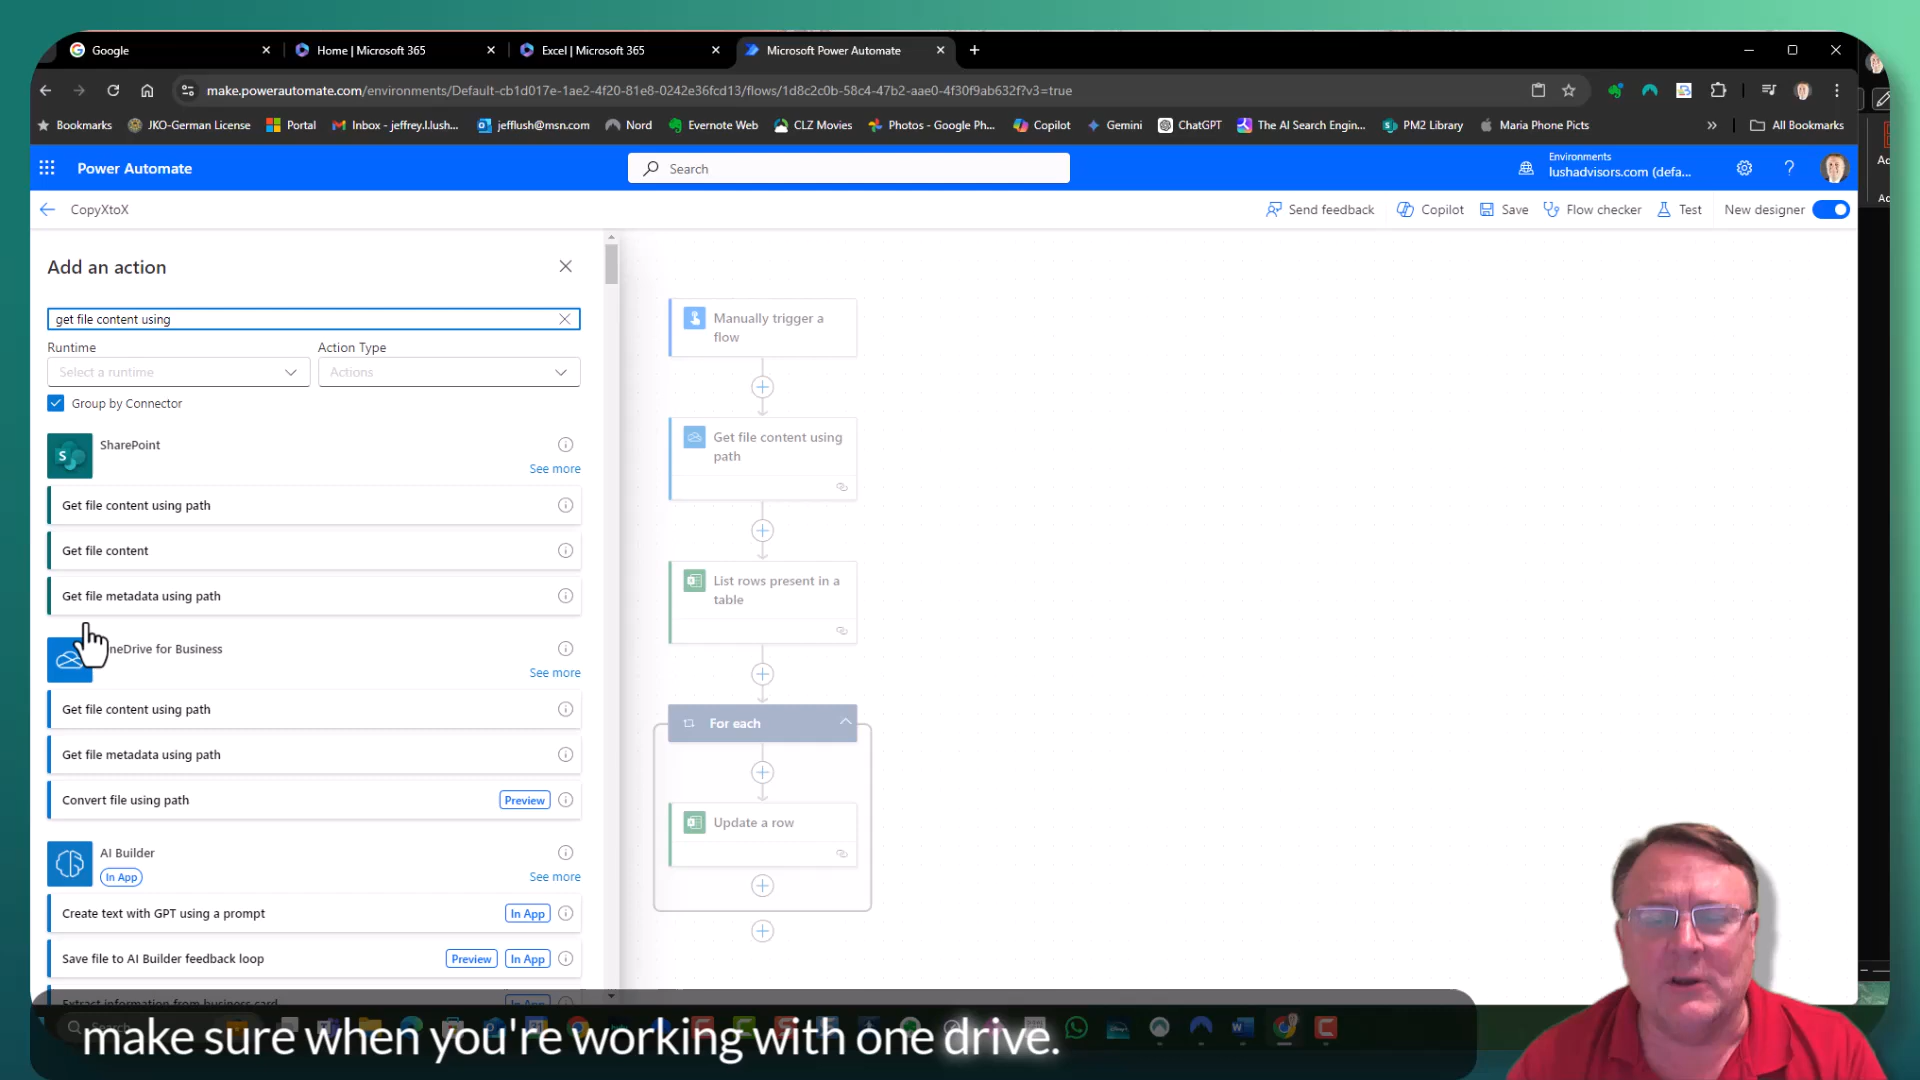 Google
Home | Microsoft 365
Excel | Microsoft 365
Microsoft Power Automate
make.powerautomate.com/environments/Default-cb1d017e-1ae2-4f20-81e8-0242e36fcd13/flows/1d8c2c0b-58c4-47b2-aae0-4f30f9ab632f?v3=true
Bookmarks
JKO-German License
Portal
Inbox - jeffrey.l.lush...
jefflush@msn.com
Nord
Evernote Web
CLZ Movies
Photos - Google Ph...
Copilot
Gemini
ChatGPT
The AI Search Engin...
PM2 Library
Maria Phone Picts
All Bookmarks
Power Automate
Search
Environments
lushadvisors.com (defa...
CopyXtoX
Send feedback
Copilot
Save
Flow checker
Test
New designer
Add an action
get file content using
Runtime
Action Type
Select a runtime
Actions
Group by Connector
SharePoint
See more
Get file content using path
Get file content
Get file metadata using path
neDrive for Business
See more
Get file content using path
Get file metadata using path
Convert file using path
Preview
AI Builder
In App
See more
Create text with GPT using a prompt
In App
Save file to AI Builder feedback loop
Preview
In App
Extract information from business card
In App
Manually trigger a
flow
Get file content using
path
List rows present in a
table
For each
Update a row
Search
make sure when you're working with one drive.